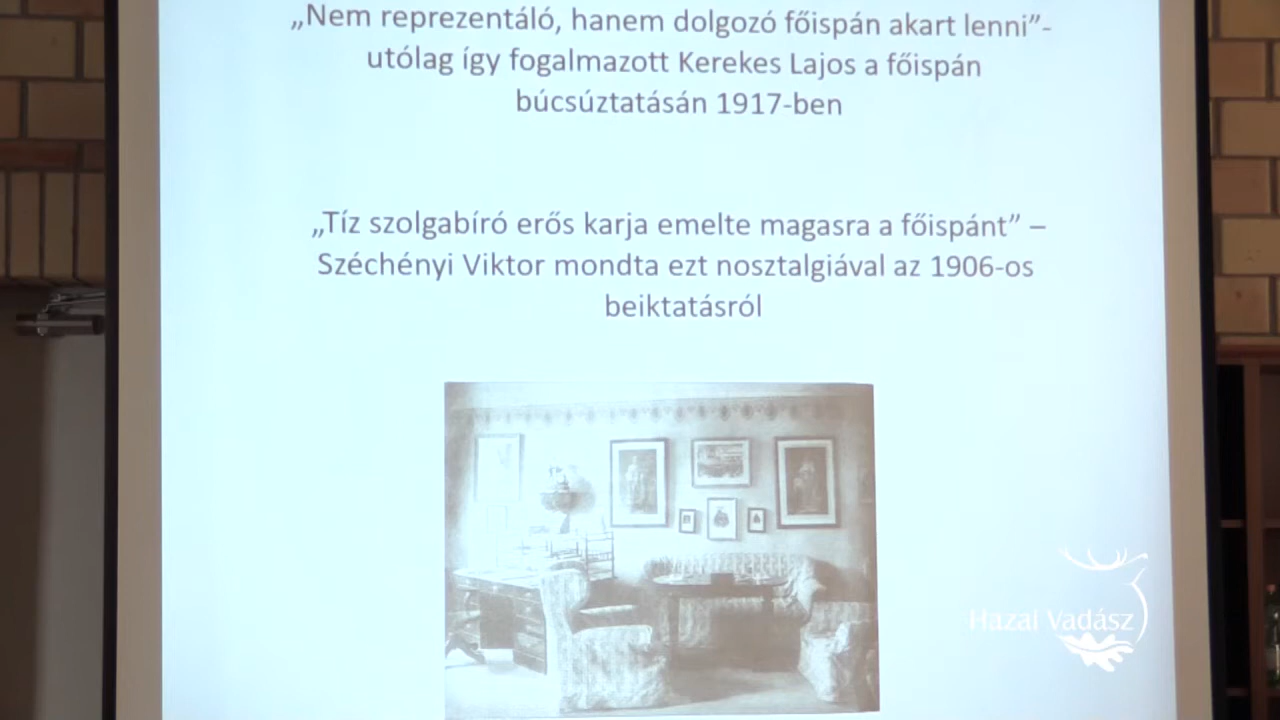 „Nem reprezentáló, hanem dolgozó főispán akart lenni”-
utólag így fogalmazott Kerekes Lajos a főispán
búcsúztatásán 1917-ben
„Tíz szolgabíró erős karja emelte magasra a főispánt” –
Széchényi Viktor mondta ezt nosztalgiával az 1906-os
beiktatásról
Hazai Vadász